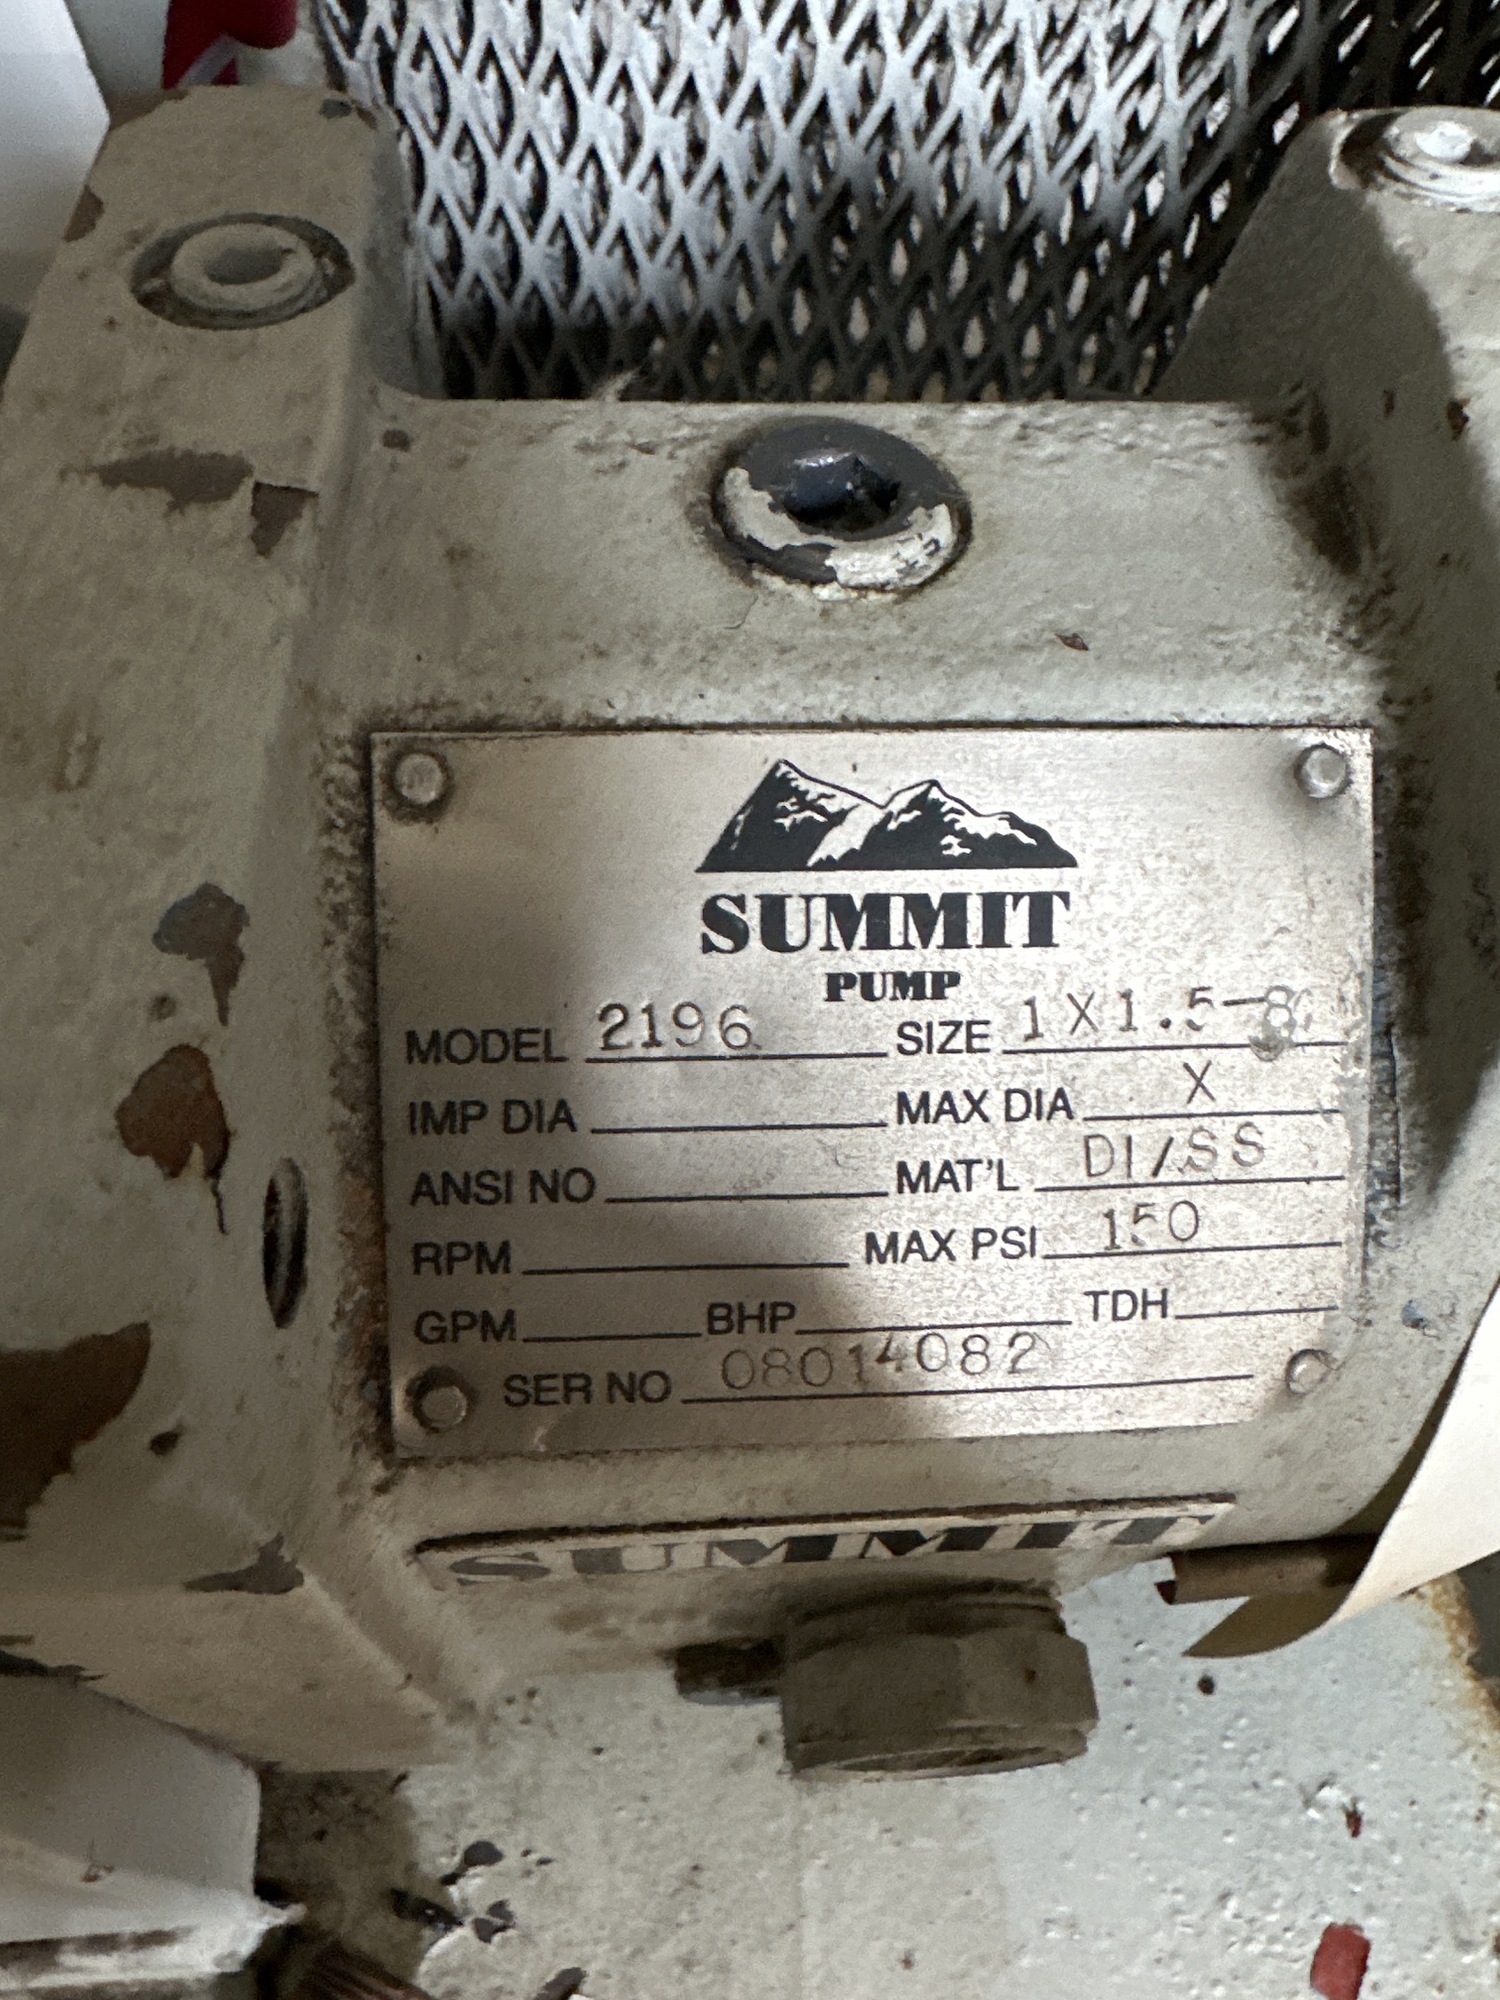 SUMMIT
PUMP
MODEL 2196 SIZE 1X1.5-8
IMP DIA MAX DIA X
ANSI NO MAT'L DI/SS
RPM MAX PSI 150
GPM BHP TDH
SER NO 08014082
SUMMIT